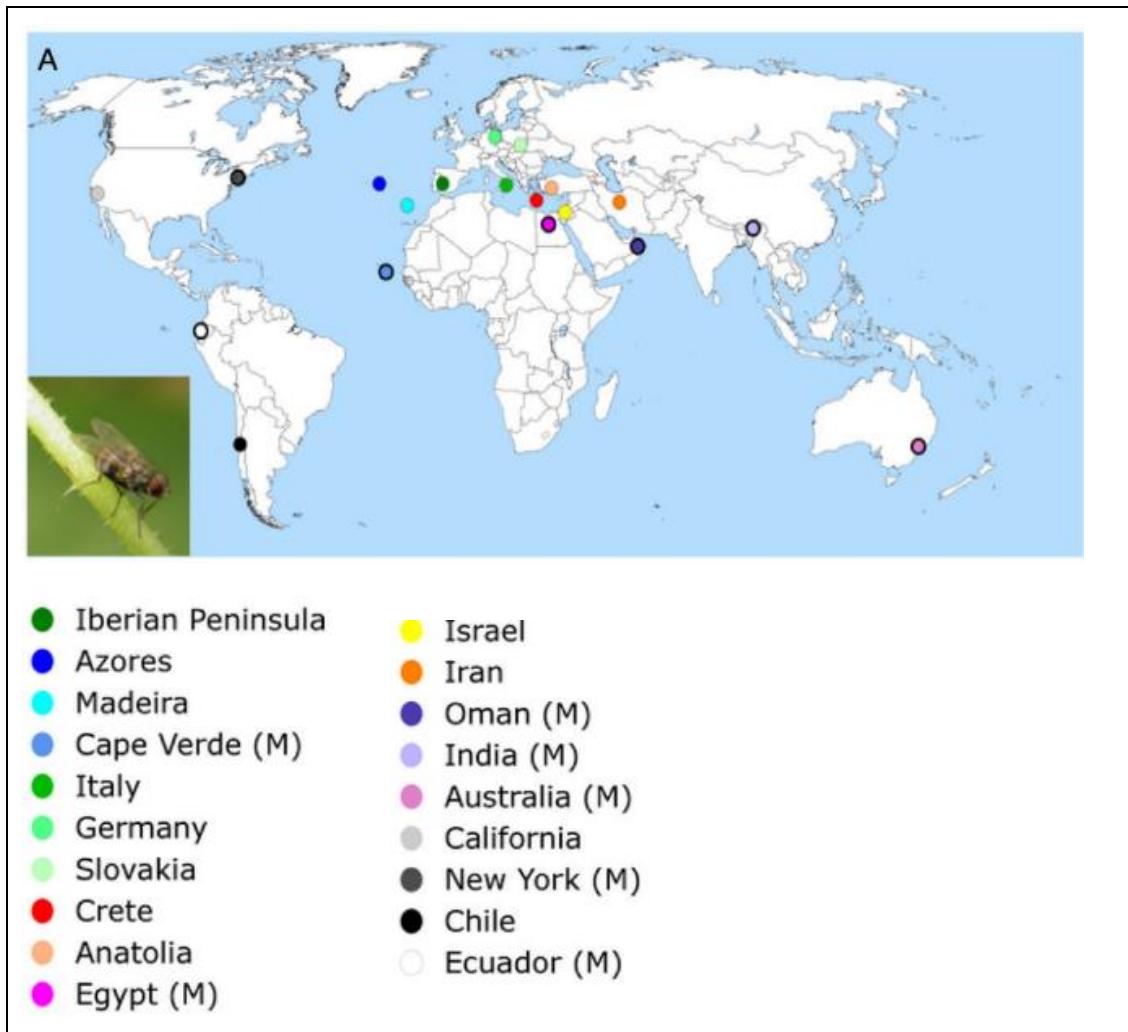 A
Iberian Peninsula
Azores
Madeira
Cape Verde (M)
Italy
Germany
Slovakia
Crete
Anatolia
Egypt (M)
Israel
Iran
Oman (M)
India (M)
Australia (M)
California
New York (M)
Chile
Ecuador (M)